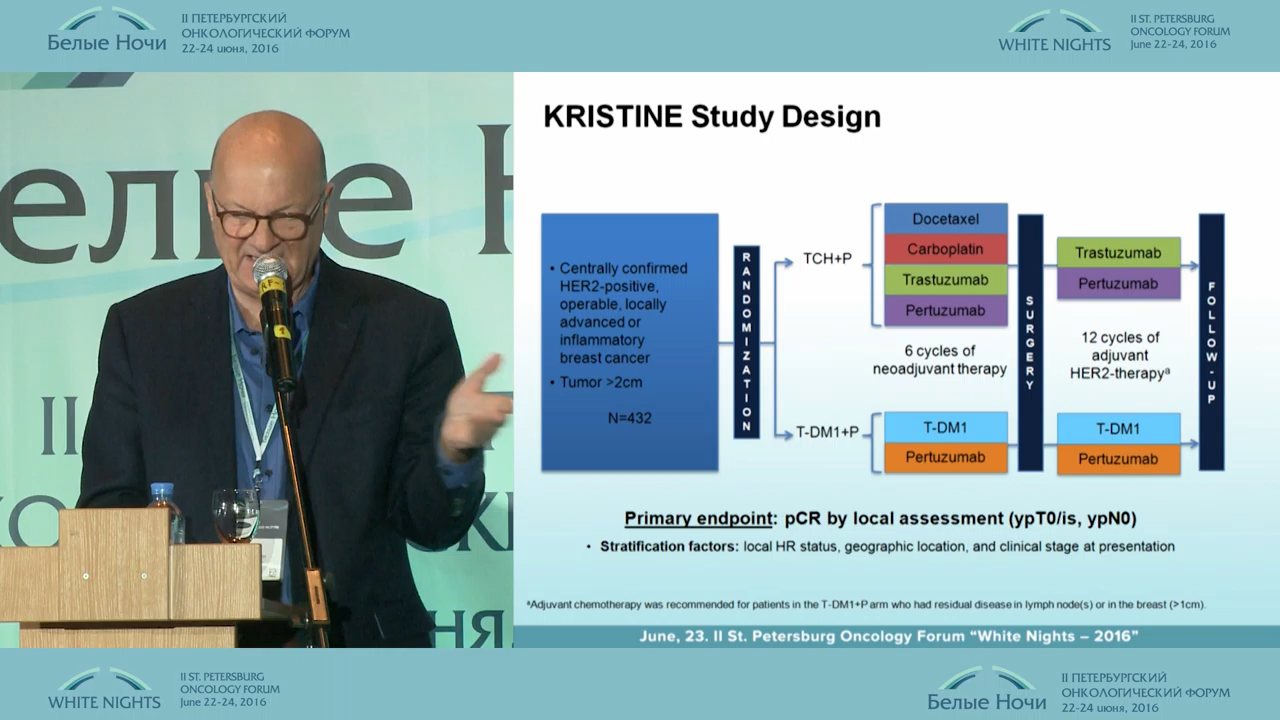 Белые Ночи
II ПЕТЕРБУРГСКИЙ
ОНКОЛОГИЧЕСКИЙ ФОРУМ
22-24 июня, 2016
WHITE NIGHTS
II ST. PETERSBURG
ONCOLOGY FORUM
June 22-24, 2016
KRISTINE Study Design
• Centrally confirmed
HER2-positive,
operable, locally
advanced or
inflammatory
breast cancer
• Tumor >2cm
N=432
RANDOMIZATION
TCH+P
Docetaxel
Carboplatin
Trastuzumab
Pertuzumab
6 cycles of
neoadjuvant therapy
T-DM1+P
T-DM1
Pertuzumab
SURGERY
Trastuzumab
Pertuzumab
12 cycles of
adjuvant
HER2-therapyᵃ
T-DM1
Pertuzumab
FOLLOW-UP
Primary endpoint: pCR by local assessment (ypT0/is, ypN0)
• Stratification factors: local HR status, geographic location, and clinical stage at presentation
ᵃAdjuvant chemotherapy was recommended for patients in the T-DM1+P arm who had residual disease in lymph node(s) or in the breast (>1cm).
June, 23. II St. Petersburg Oncology Forum “White Nights – 2016”
WHITE NIGHTS
II ST. PETERSBURG
ONCOLOGY FORUM
June 22-24, 2016
Белые Ночи
II ПЕТЕРБУРГСКИЙ
ОНКОЛОГИЧЕСКИЙ ФОРУМ
22-24 июня, 2016